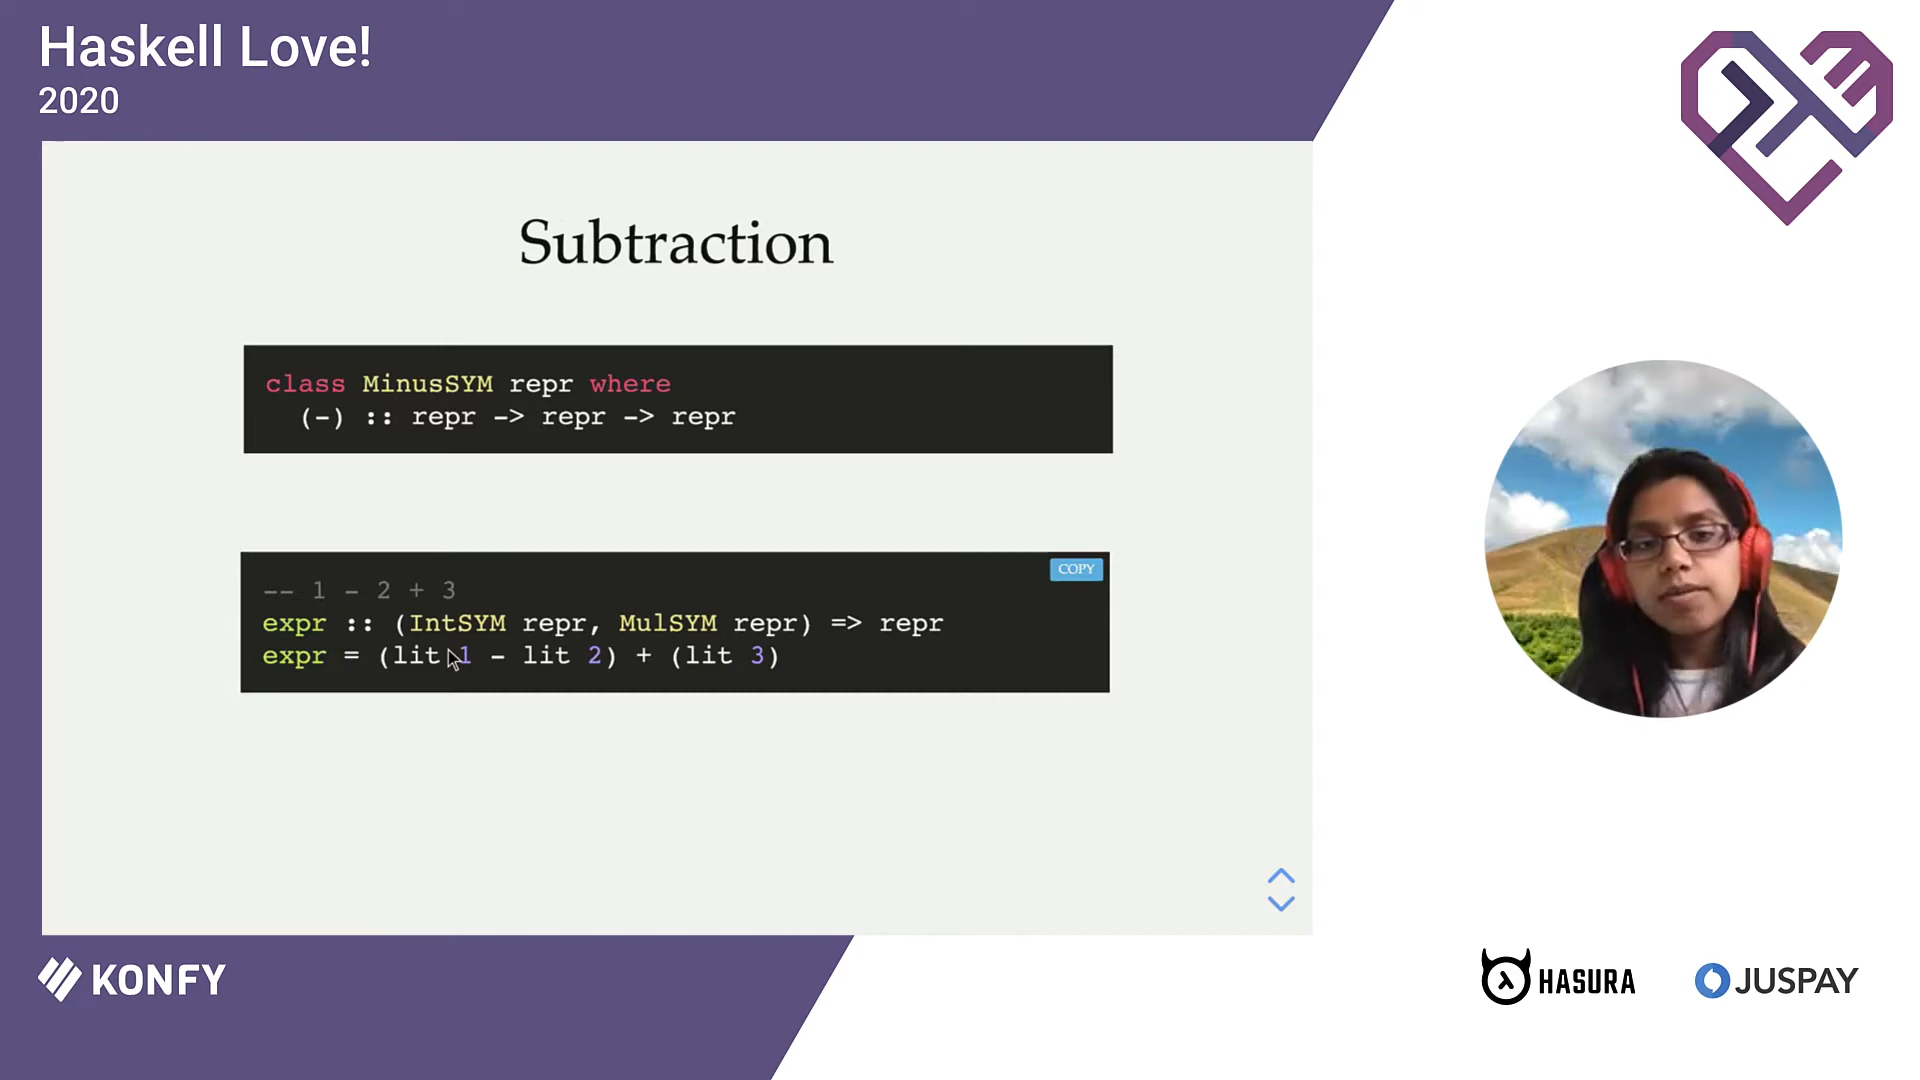 Haskell Love!
2020
Subtraction
class MinusSYM repr where
  (-) :: repr -> repr -> repr
COPY
-- 1 - 2 + 3
expr :: (IntSYM repr, MulSYM repr) => repr
expr = (lit 1 - lit 2) + (lit 3)
KONFY
HASURA
JUSPAY